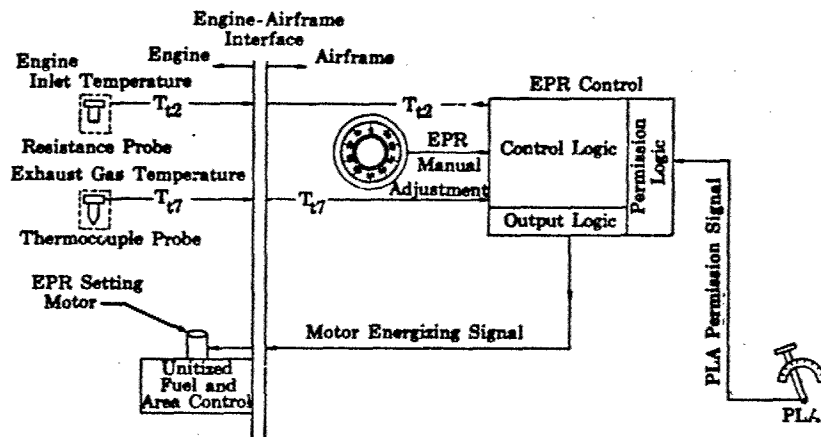 Engine-Airframe
Interface
Engine
Airframe
Engine
Inlet Temperature
Tt2
Tt2
Resistance Probe
EPR Control
EPR
Manual
Adjustment
Control Logic
Permission
Logic
Output Logic
Exhaust Gas Temperature
Tt7
Tt7
Thermocouple Probe
EPR Setting
Motor
Motor Energizing Signal
Unitized
Fuel and
Area Control
PLA Permission Signal
PLA